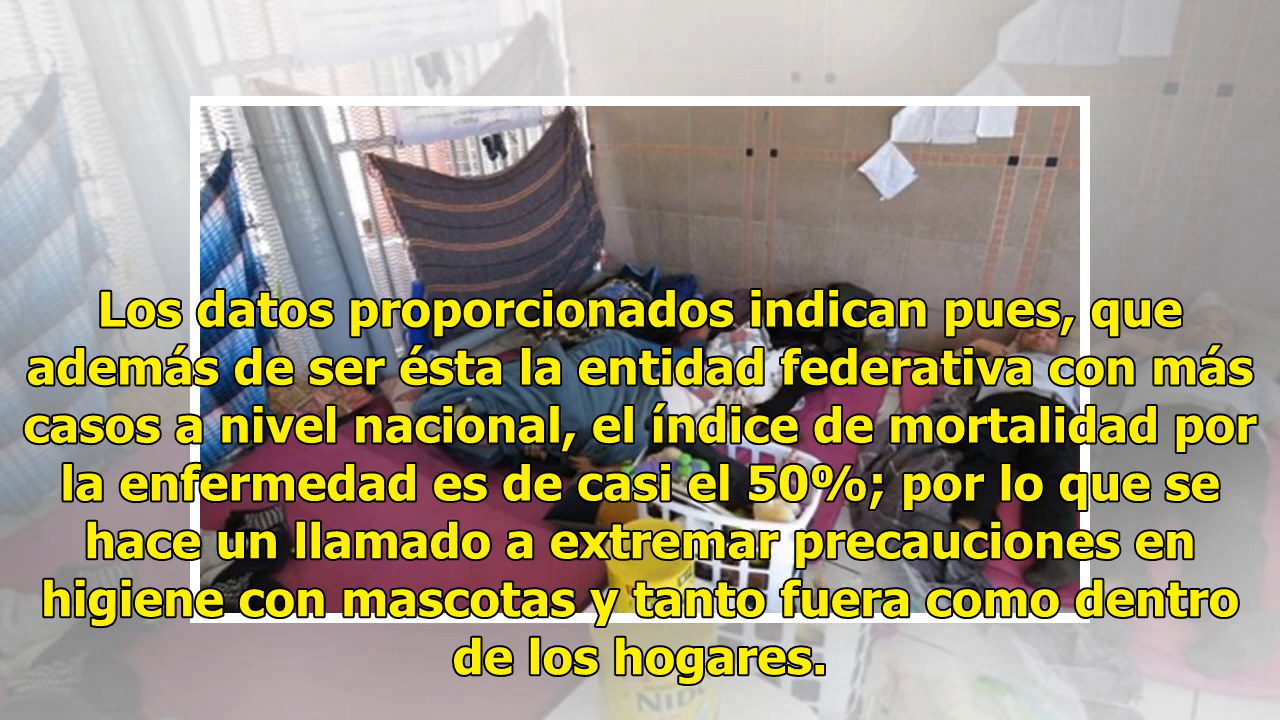 Los datos proporcionados indican pues, que
además de ser ésta la entidad federativa con más
casos a nivel nacional, el índice de mortalidad por
la enfermedad es de casi el 50%; por lo que se
hace un llamado a extremar precauciones en
higiene con mascotas y tanto fuera como dentro
de los hogares.